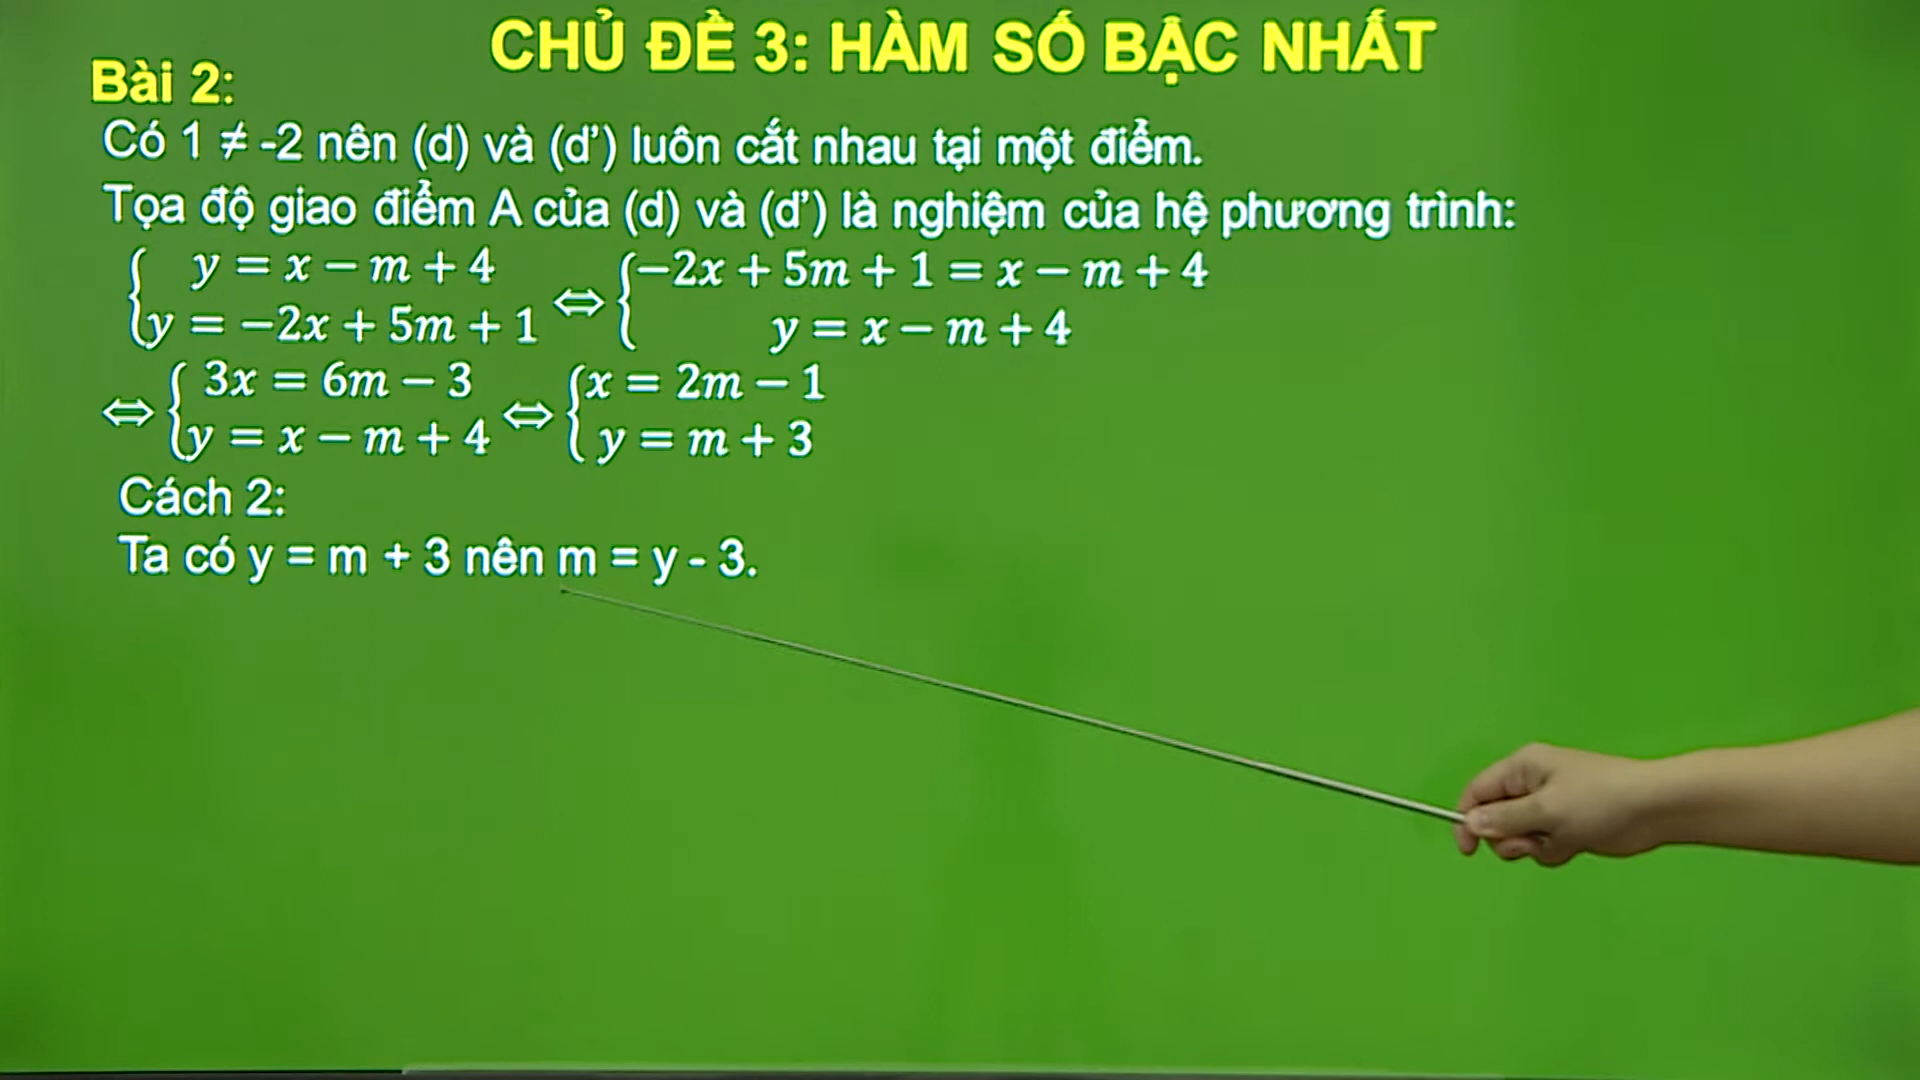 CHỦ ĐỀ 3: HÀM SỐ BẬC NHẤT
Bài 2:
Có 1 ≠ -2 nên (d) và (d’) luôn cắt nhau tại một điểm.
Tọa độ giao điểm A của (d) và (d’) là nghiệm của hệ phương trình:
{ y = x − m + 4 ⇔ { −2x + 5m + 1 = x − m + 4
y = −2x + 5m + 1 y = x − m + 4
⇔ { 3x = 6m − 3 ⇔ { x = 2m − 1
y = x − m + 4 y = m + 3
Cách 2:
Ta có y = m + 3 nên m = y - 3.